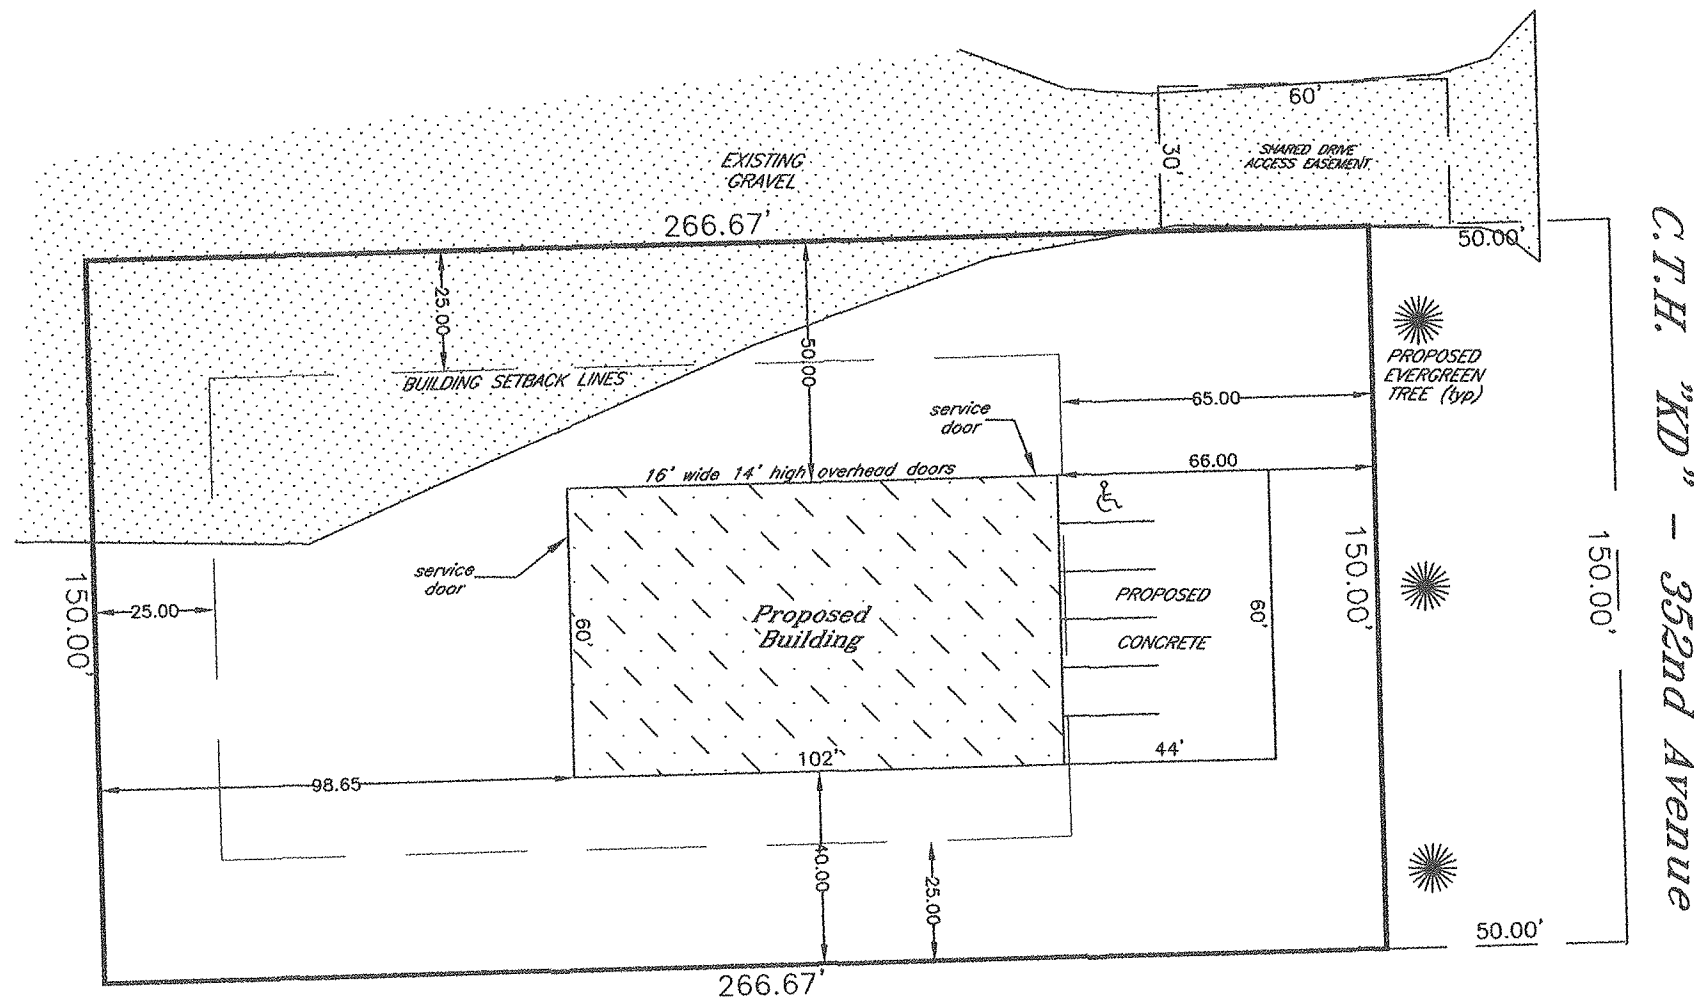 60'
30'
SHARED DRIVE
ACCESS EASEMENT
EXISTING
GRAVEL
266.67'
50.00'
25.00
50.00
BUILDING SETBACK LINES
PROPOSED
EVERGREEN
TREE (typ)
65.00
service
door
66.00
16' wide 14' high overhead doors
service
door
150.00'
25.00
60'
Proposed
Building
PROPOSED
CONCRETE
60'
150.00'
150.00'
C.T.H. "KD" - 352nd Avenue
102'
44'
98.65
40.00
25.00
50.00'
266.67'